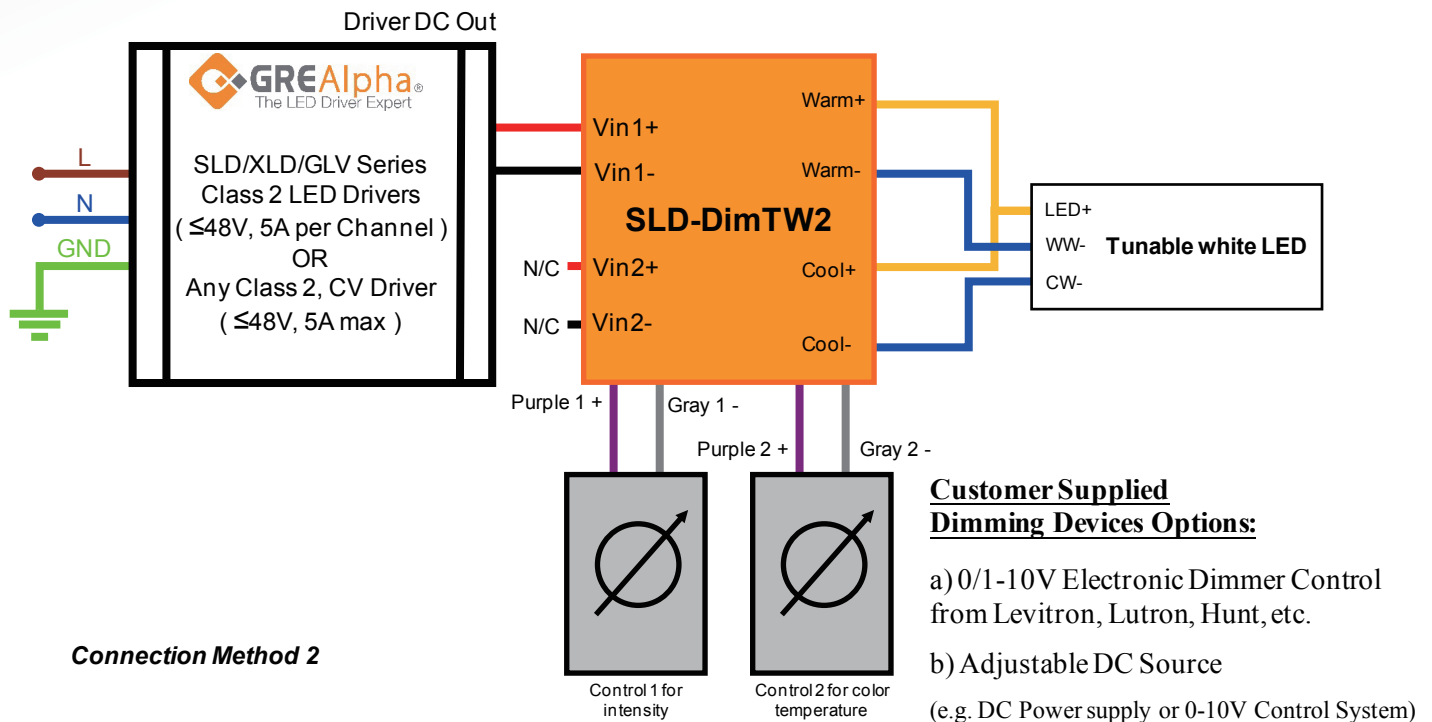 Driver DC Out
GREAlpha®
The LED Driver Expert
L
N
GND
SLD/XLD/GLV Series
Class 2 LED Drivers
( ≤48V, 5A per Channel )
OR
Any Class 2, CV Driver
( ≤48V, 5A max )
Vin1+
Vin1-
SLD-DimTW2
N/C
Vin2+
N/C
Vin2-
Warm+
Warm-
Cool+
Cool-
LED+
WW-
CW-
Tunable white LED
Purple 1 +
Gray 1 -
Purple 2 +
Gray 2 -
Control 1 for
intensity
Control 2 for color
temperature
Connection Method 2
Customer Supplied
Dimming Devices Options:
a) 0/1-10V Electronic Dimmer Control
from Levitron, Lutron, Hunt, etc.
b) Adjustable DC Source
(e.g. DC Power supply or 0-10V Control System)